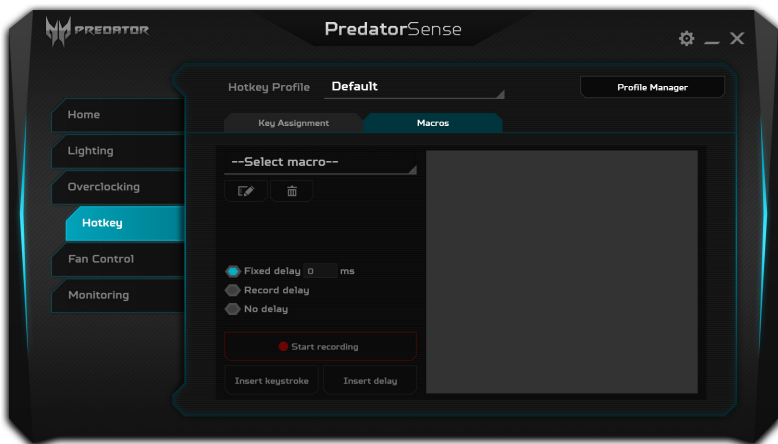 PREDATOR
PredatorSense
Hotkey Profile Default
Profile Manager
Home
Lighting
Overclocking
Hotkey
Fan Control
Monitoring
Key Assignment Macros
--Select macro--
Fixed delay 0 ms
Record delay
No delay
Start recording
Insert keystroke Insert delay